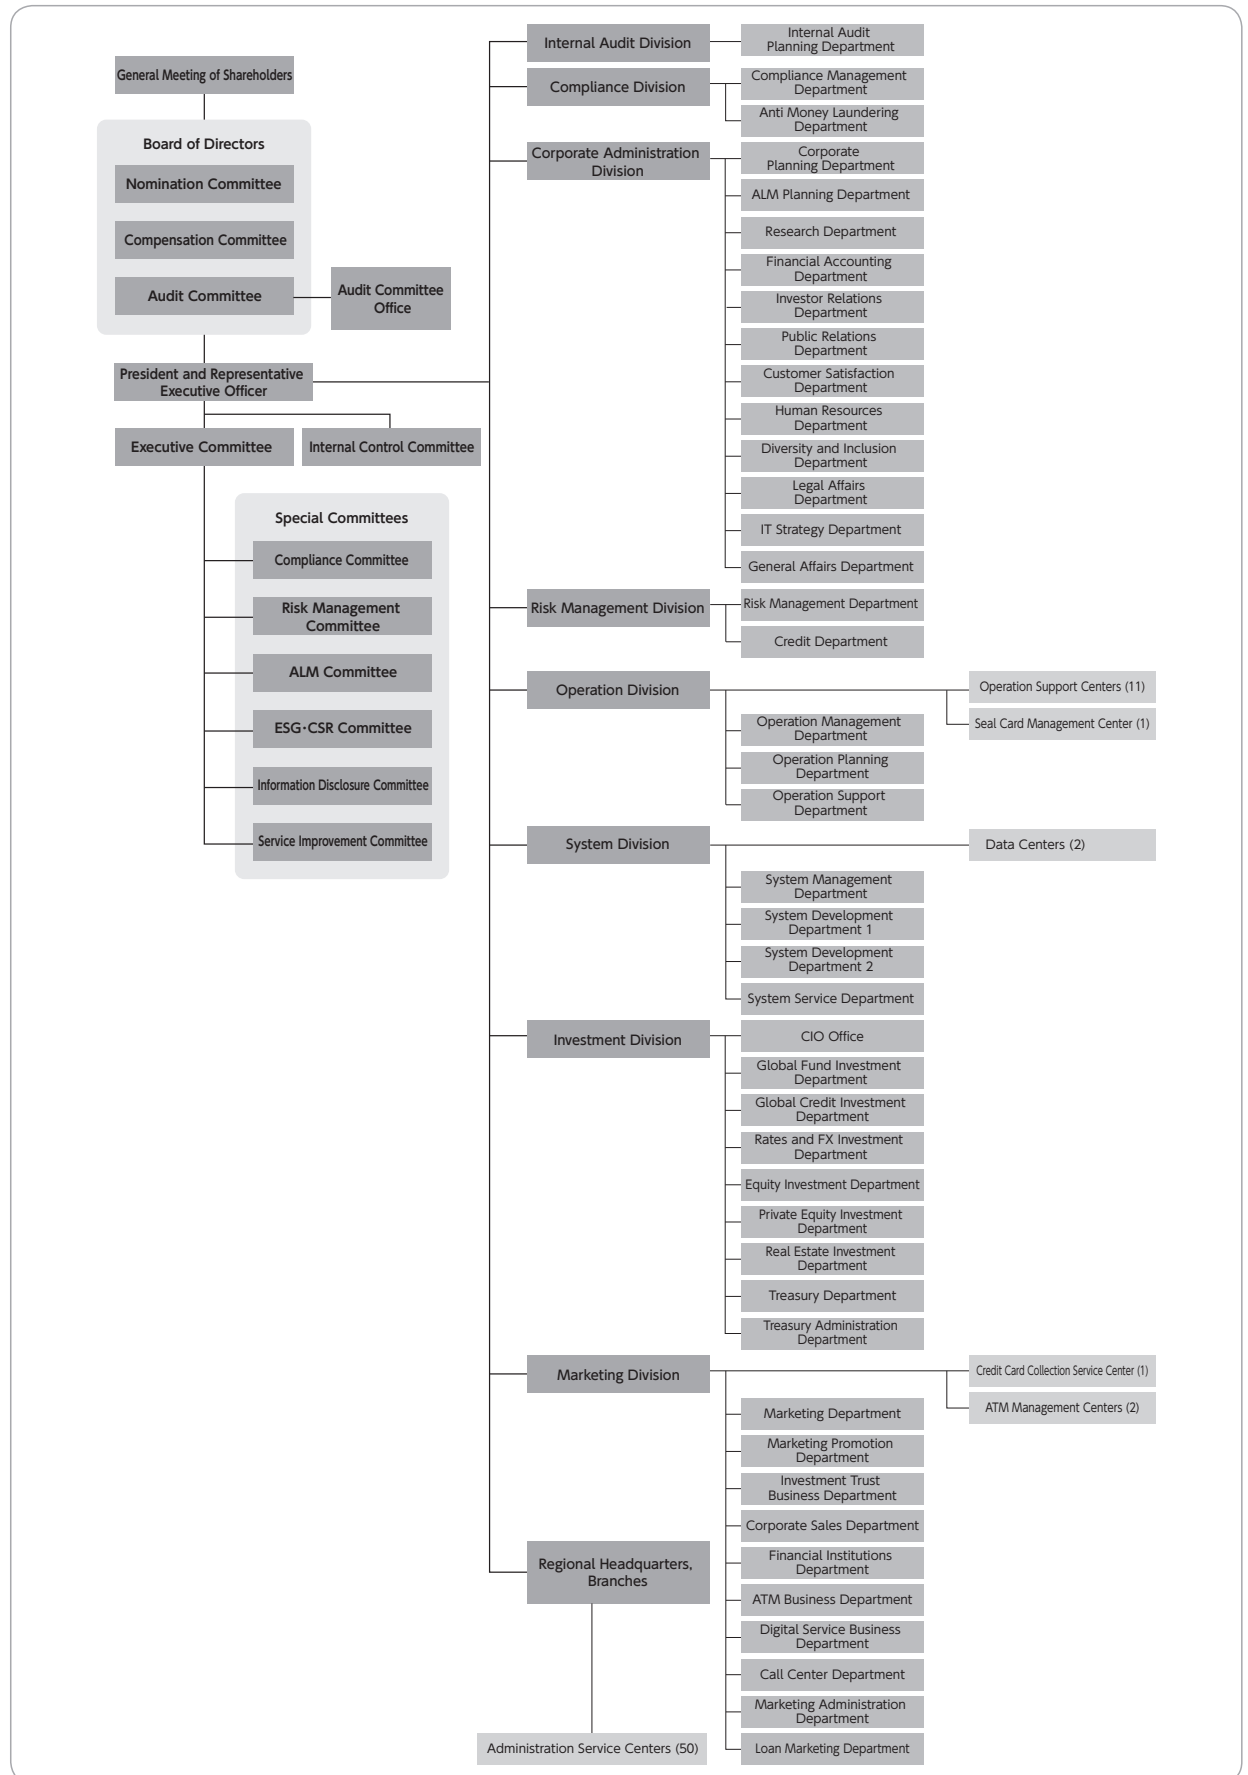 General Meeting of Shareholders
Board of Directors
Nomination Committee
Compensation Committee
Audit Committee
Audit Committee
Office
President and Representative
Executive Officer
Executive Committee
Internal Control Committee
Special Committees
Compliance Committee
Risk Management
Committee
ALM Committee
ESG・CSR Committee
Information Disclosure Committee
Service Improvement Committee
Internal Audit Division
Internal Audit
Planning Department
Compliance Division
Compliance Management
Department
Anti Money Laundering
Department
Corporate Administration
Division
Corporate
Planning Department
ALM Planning Department
Research Department
Financial Accounting
Department
Investor Relations
Department
Public Relations
Department
Customer Satisfaction
Department
Human Resources
Department
Diversity and Inclusion
Department
Legal Affairs
Department
IT Strategy Department
General Affairs Department
Risk Management Division
Risk Management Department
Credit Department
Operation Division
Operation Support Centers (11)
Seal Card Management Center (1)
Operation Management
Department
Operation Planning
Department
Operation Support
Department
System Division
Data Centers (2)
System Management
Department
System Development
Department 1
System Development
Department 2
System Service Department
Investment Division
CIO Office
Global Fund Investment
Department
Global Credit Investment
Department
Rates and FX Investment
Department
Equity Investment Department
Private Equity Investment
Department
Real Estate Investment
Department
Treasury Department
Treasury Administration
Department
Marketing Division
Credit Card Collection Service Center (1)
ATM Management Centers (2)
Marketing Department
Marketing Promotion
Department
Investment Trust
Business Department
Corporate Sales Department
Financial Institutions
Department
ATM Business Department
Digital Service Business
Department
Call Center Department
Marketing Administration
Department
Loan Marketing Department
Regional Headquarters,
Branches
Administration Service Centers (50)